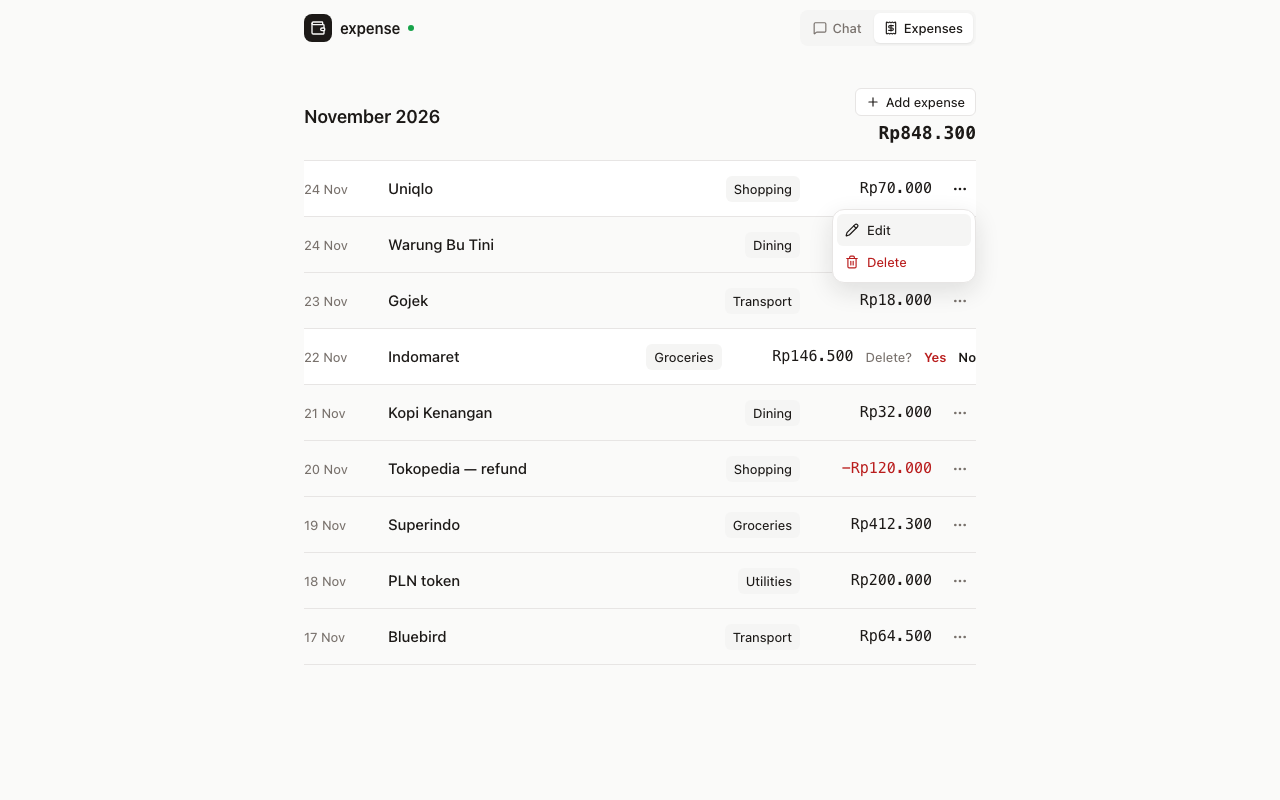 expense
Chat
Expenses
November 2026
Add expense
Rp848.300
24 Nov Uniqlo Shopping Rp70.000
Edit
24 Nov Warung Bu Tini Dining
Delete
23 Nov Gojek Transport Rp18.000
22 Nov Indomaret Groceries Rp146.500 Delete? Yes No
21 Nov Kopi Kenangan Dining Rp32.000
20 Nov Tokopedia — refund Shopping −Rp120.000
19 Nov Superindo Groceries Rp412.300
18 Nov PLN token Utilities Rp200.000
17 Nov Bluebird Transport Rp64.500